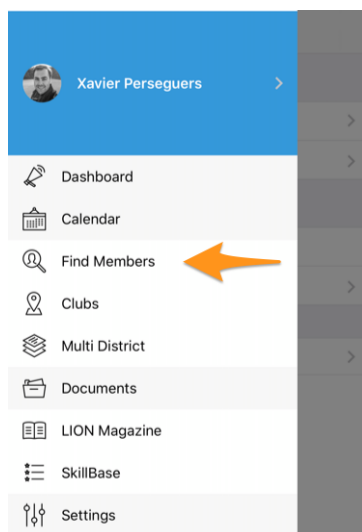 Xavier Perseguers
Dashboard
Calendar
Find Members
Clubs
Multi District
Documents
LION Magazine
SkillBase
Settings